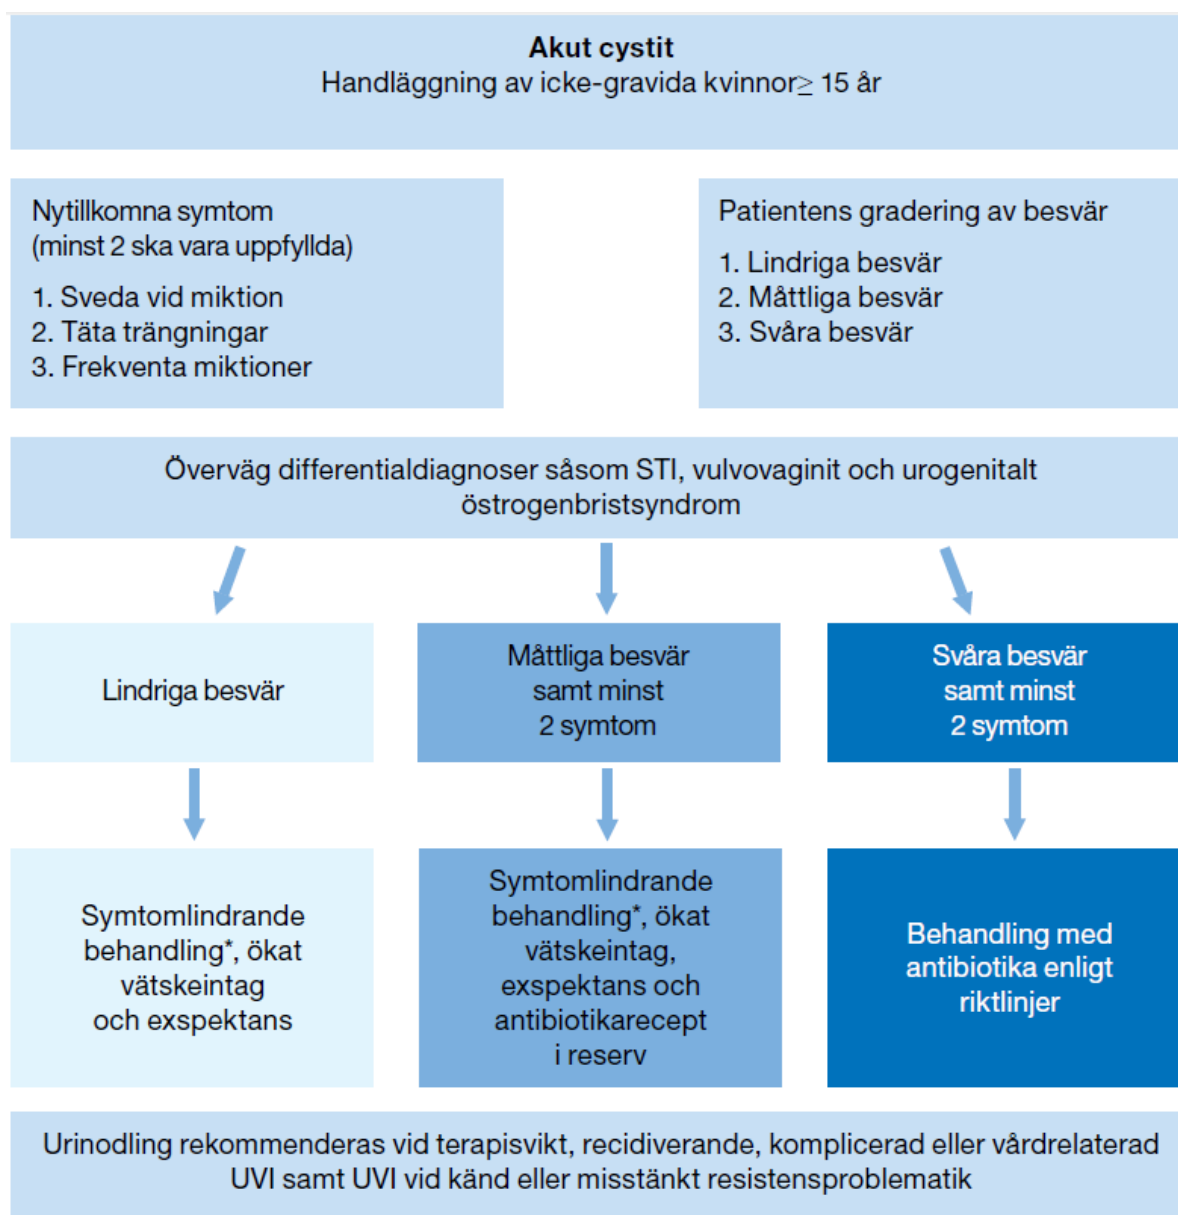 Akut cystit
Handläggning av icke-gravida kvinnor≥ 15 år
Nytillkomna symtom
(minst 2 ska vara uppfyllda)
1. Sveda vid miktion
2. Täta trängningar
3. Frekventa miktioner
Patientens gradering av besvär
1. Lindriga besvär
2. Måttliga besvär
3. Svåra besvär
Överväg differentialdiagnoser såsom STI, vulvovaginit och urogenitalt
östrogenbristsyndrom
Lindriga besvär
Måttliga besvär
samt minst
2 symtom
Svåra besvär
samt minst
2 symtom
Symtomlindrande
behandling*, ökat
vätskeintag
och exspektans
Symtomlindrande
behandling*, ökat
vätskeintag,
exspektans och
antibiotikarecept
i reserv
Behandling med
antibiotika enligt
riktlinjer
Urinodling rekommenderas vid terapisvikt, recidiverande, komplicerad eller vårdrelaterad
UVI samt UVI vid känd eller misstänkt resistensproblematik